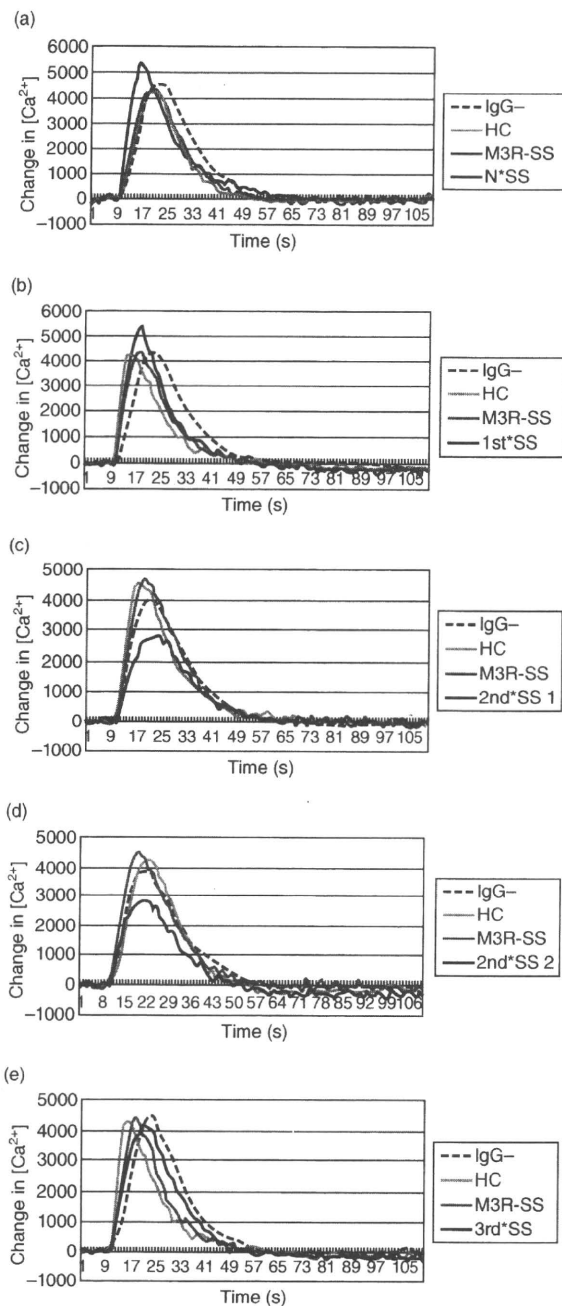 (a)
6000
5000
4000
3000
2000
1000
0
−1000
Change in [Ca2+]
1 9 17 25 33 41 49 57 65 73 81 89 97 105
Time (s)
IgG−
HC
M3R-SS
N*SS
(b)
6000
5000
4000
3000
2000
1000
0
−1000
Change in [Ca2+]
1 9 17 25 33 41 49 57 65 73 81 89 97 105
Time (s)
IgG−
HC
M3R-SS
1st*SS
(c)
5000
4000
3000
2000
1000
0
−1000
Change in [Ca2+]
1 9 17 25 33 41 49 57 65 73 81 89 97 105
Time (s)
IgG−
HC
M3R-SS
2nd*SS 1
(d)
5000
4000
3000
2000
1000
0
−1000
Change in [Ca2+]
1 8 15 22 29 36 43 50 57 64 71 78 85 92 99 106
Time (s)
IgG−
HC
M3R-SS
2nd*SS 2
(e)
5000
4000
3000
2000
1000
0
−1000
Change in [Ca2+]
1 9 17 25 33 41 49 57 65 73 81 89 97 105
Time (s)
IgG−
HC
M3R-SS
3rd*SS